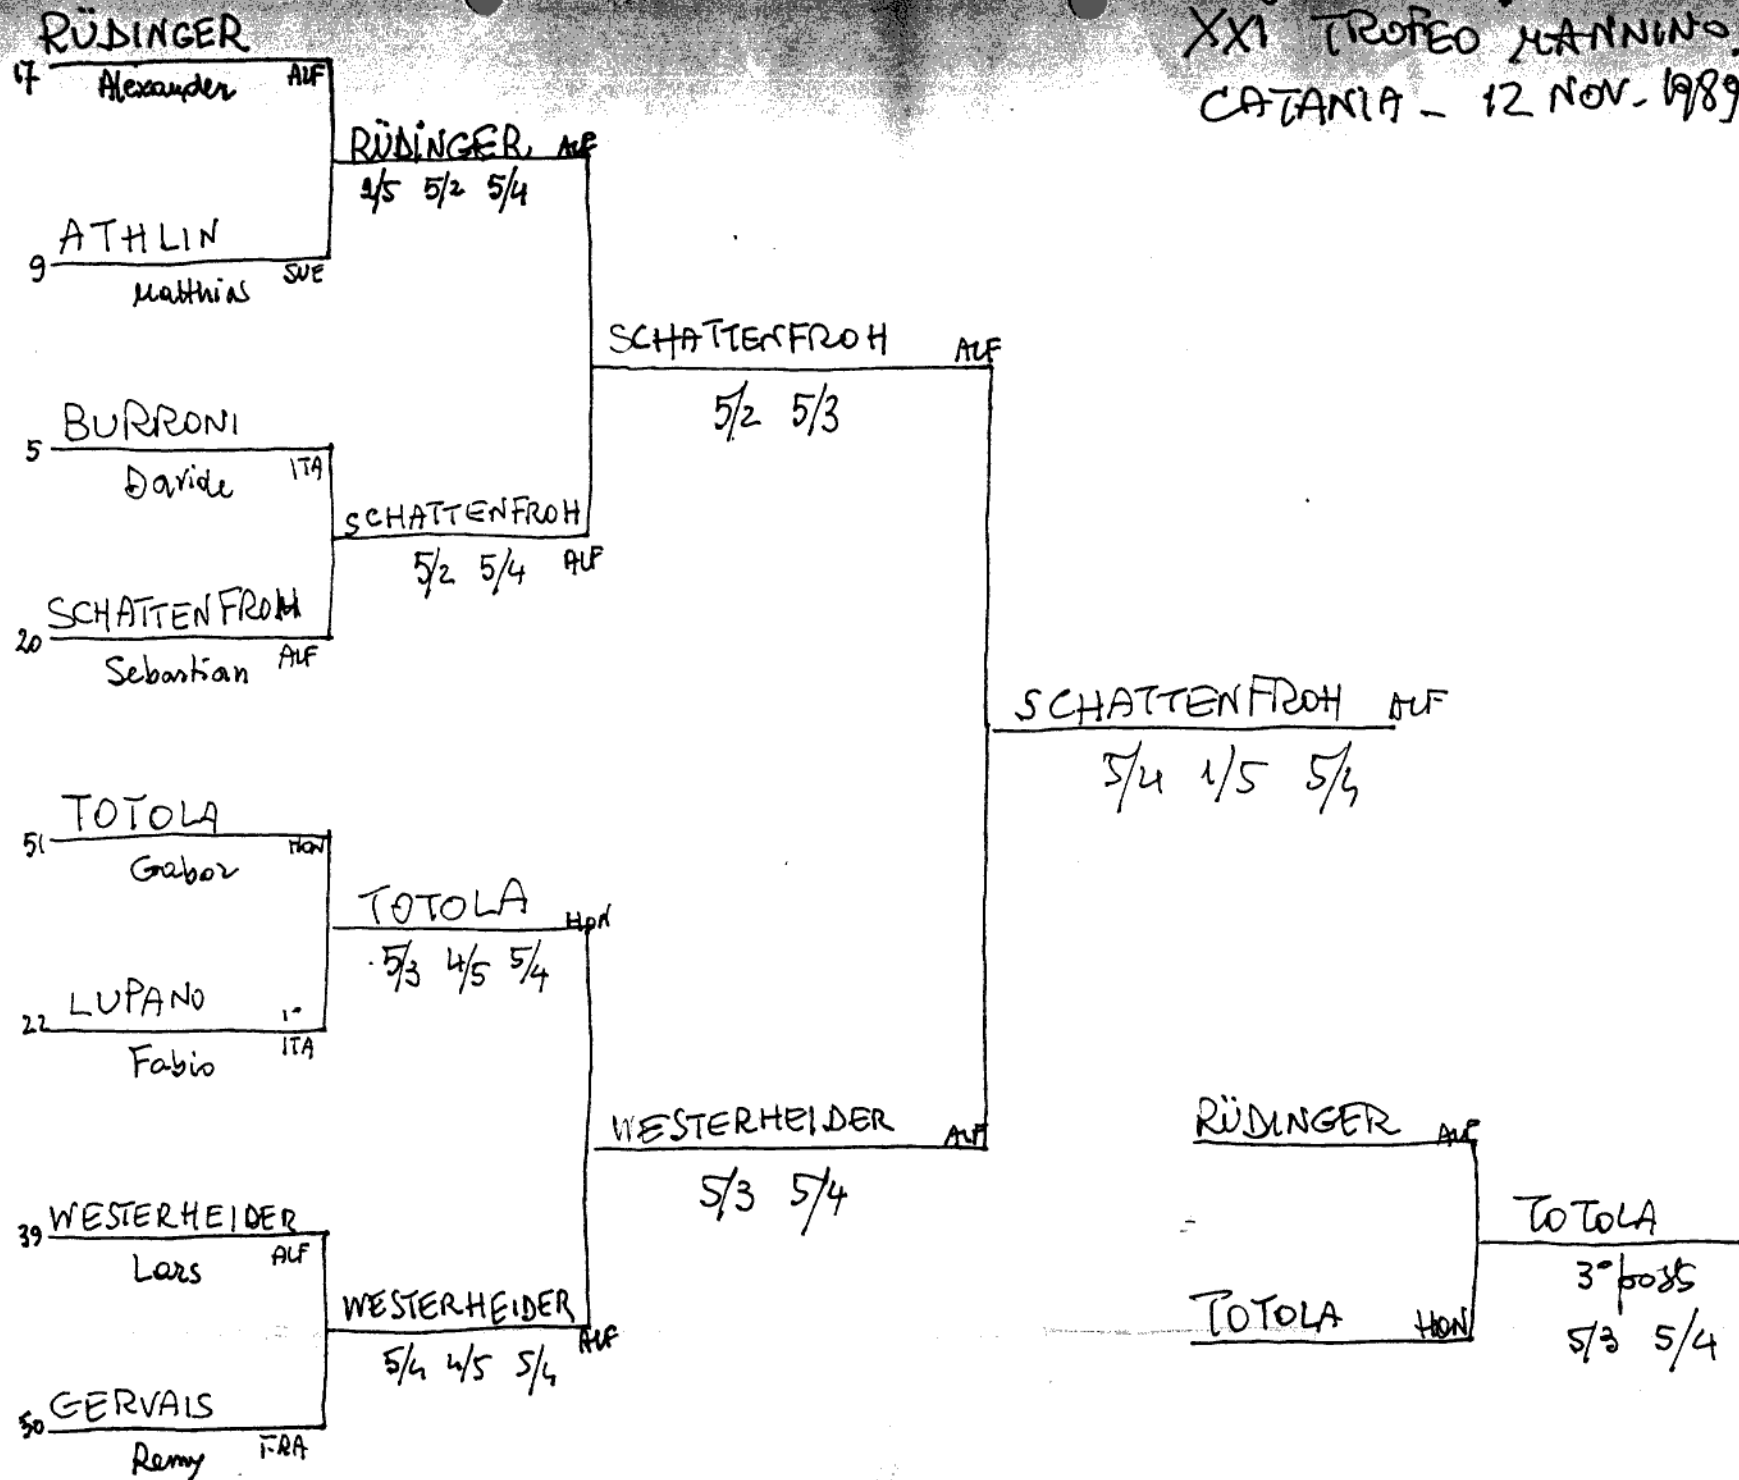 XXI TROFEO MANNINO.
CATANIA - 12 NOV. 1989
RÜDINGER
17 Alexander ALF
RÜDINGER ALF
1/5 5/2 5/4
ATHLIN
9 Matthias SUE
SCHATTENFROH ALF
5/2 5/3
BURRONI
5 Davide ITA
SCHATTENFROH
5/2 5/4 ALF
SCHATTENFROH
20 Sebastian ALF
SCHATTENFROH ALF
5/4 1/5 5/4
TOTOLA
51 Gabor HON
TOTOLA HON
5/3 4/5 5/4
LUPANO
22 Fabio ITA
WESTERHEIDER ALF
5/3 5/4
RÜDINGER ALF
WESTERHEIDER
39 Lars ALF
TOTOLA
3° poss
5/3 5/4
WESTERHEIDER
5/4 4/5 5/4 ALF
TOTOLA HON
GERVAIS
50 Remy FRA